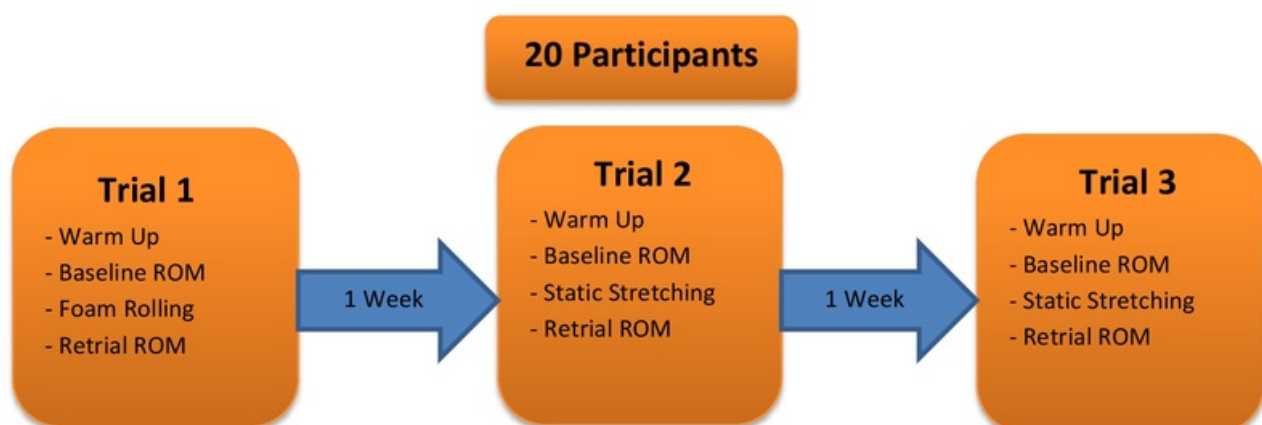 20 Participants
Trial 1
- Warm Up
- Baseline ROM
- Foam Rolling
- Retrial ROM
1 Week
Trial 2
- Warm Up
- Baseline ROM
- Static Stretching
- Retrial ROM
1 Week
Trial 3
- Warm Up
- Baseline ROM
- Static Stretching
- Retrial ROM